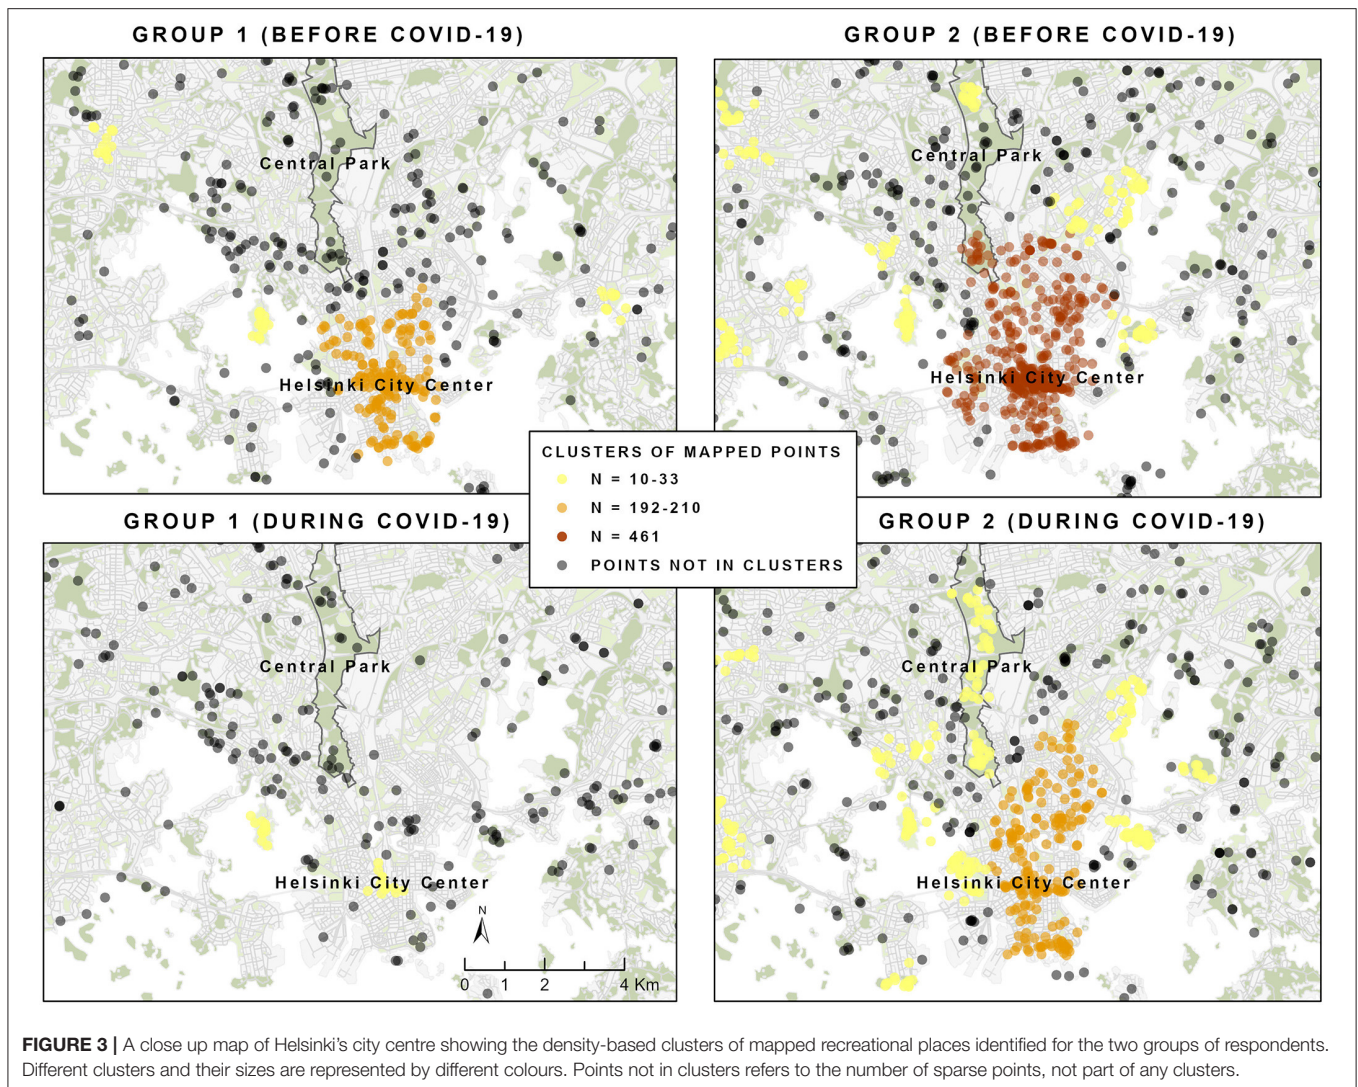 GROUP 1 (BEFORE COVID-19)
GROUP 2 (BEFORE COVID-19)
Central Park
Helsinki City Center
Central Park
Helsinki City Center
CLUSTERS OF MAPPED POINTS
N = 10-33
N = 192-210
N = 461
POINTS NOT IN CLUSTERS
GROUP 1 (DURING COVID-19)
GROUP 2 (DURING COVID-19)
Central Park
Helsinki City Center
N
0 1 2 4 Km
Central Park
Helsinki City Center
FIGURE 3 | A close up map of Helsinki's city centre showing the density-based clusters of mapped recreational places identified for the two groups of respondents.
Different clusters and their sizes are represented by different colours. Points not in clusters refers to the number of sparse points, not part of any clusters.